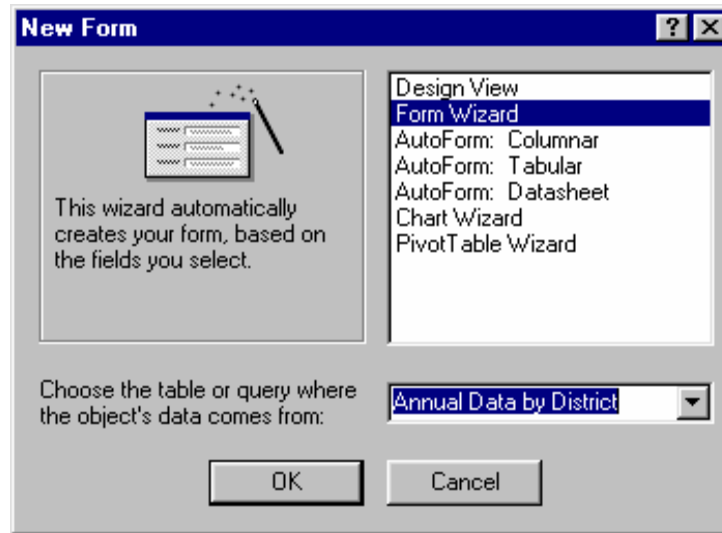 New Form
This wizard automatically
creates your form, based on
the fields you select.
Design View
Form Wizard
AutoForm: Columnar
AutoForm: Tabular
AutoForm: Datasheet
Chart Wizard
PivotTable Wizard
Choose the table or query where
the object's data comes from:
Annual Data by District
OK
Cancel